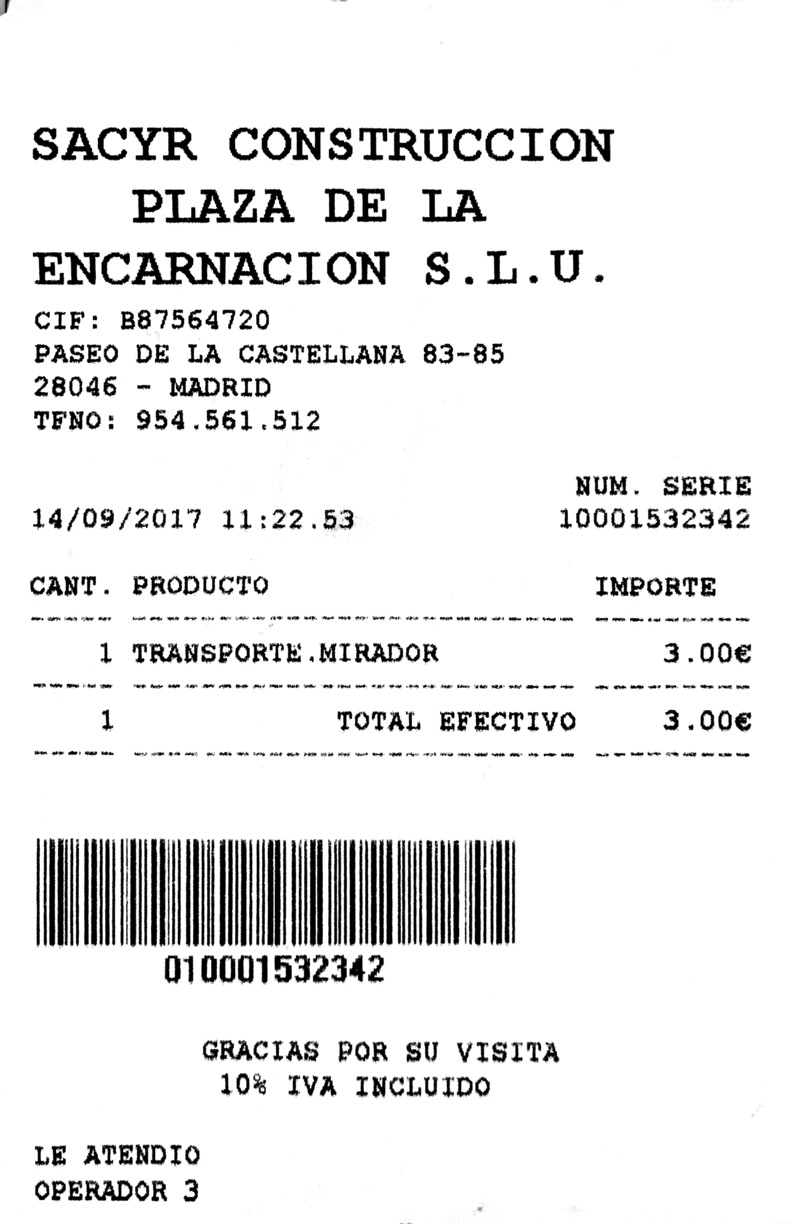 SACYR CONSTRUCCION
PLAZA DE LA
ENCARNACION S.L.U.
CIF: B87564720
PASEO DE LA CASTELLANA 83-85
28046 - MADRID
TFNO: 954.561.512
NUM. SERIE
14/09/2017 11:22.53 10001532342
CANT. PRODUCTO IMPORTE
1 TRANSPORTE.MIRADOR 3.00€
1 TOTAL EFECTIVO 3.00€
010001532342
GRACIAS POR SU VISITA
10% IVA INCLUIDO
LE ATENDIO
OPERADOR 3